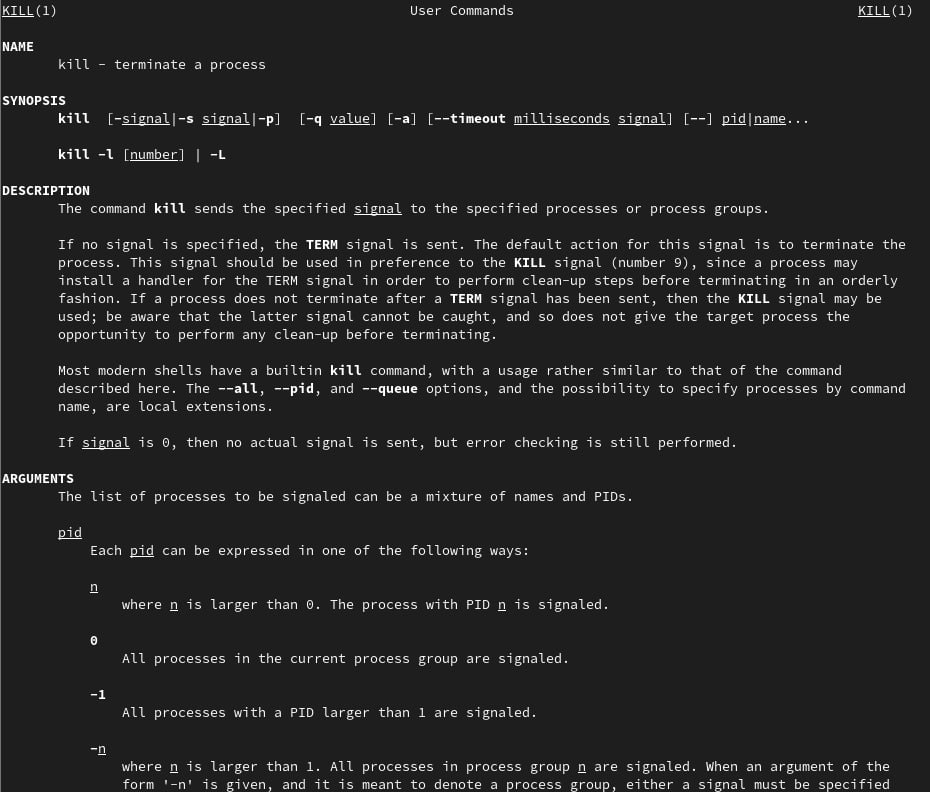 KILL(1) User Commands KILL(1)
NAME
kill - terminate a process
SYNOPSIS
kill [-signal|-s signal|-p] [-q value] [-a] [--timeout milliseconds signal] [--] pid|name...
kill -l [number] | -L
DESCRIPTION
The command kill sends the specified signal to the specified processes or process groups.
If no signal is specified, the TERM signal is sent. The default action for this signal is to terminate the
process. This signal should be used in preference to the KILL signal (number 9), since a process may
install a handler for the TERM signal in order to perform clean-up steps before terminating in an orderly
fashion. If a process does not terminate after a TERM signal has been sent, then the KILL signal may be
used; be aware that the latter signal cannot be caught, and so does not give the target process the
opportunity to perform any clean-up before terminating.
Most modern shells have a builtin kill command, with a usage rather similar to that of the command
described here. The --all, --pid, and --queue options, and the possibility to specify processes by command
name, are local extensions.
If signal is 0, then no actual signal is sent, but error checking is still performed.
ARGUMENTS
The list of processes to be signaled can be a mixture of names and PIDs.
pid
Each pid can be expressed in one of the following ways:
n
where n is larger than 0. The process with PID n is signaled.
0
All processes in the current process group are signaled.
-1
All processes with a PID larger than 1 are signaled.
-n
where n is larger than 1. All processes in process group n are signaled. When an argument of the
form '-n' is given, and it is meant to denote a process group, either a signal must be specified